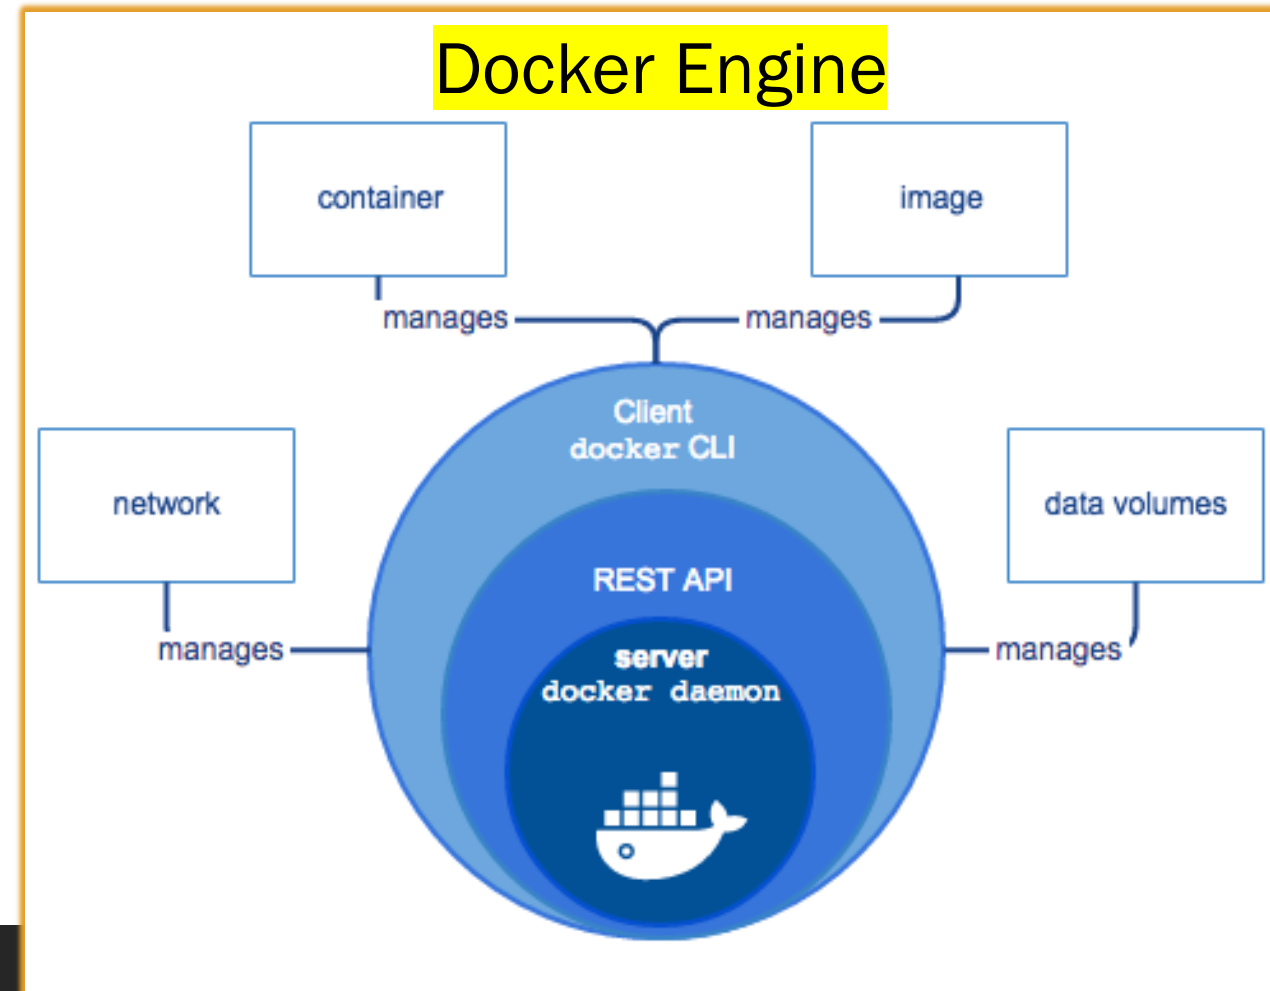 Docker Engine
container
image
manages
manages
Client
docker CLI
network
data volumes
REST API
manages
server
docker daemon
manages